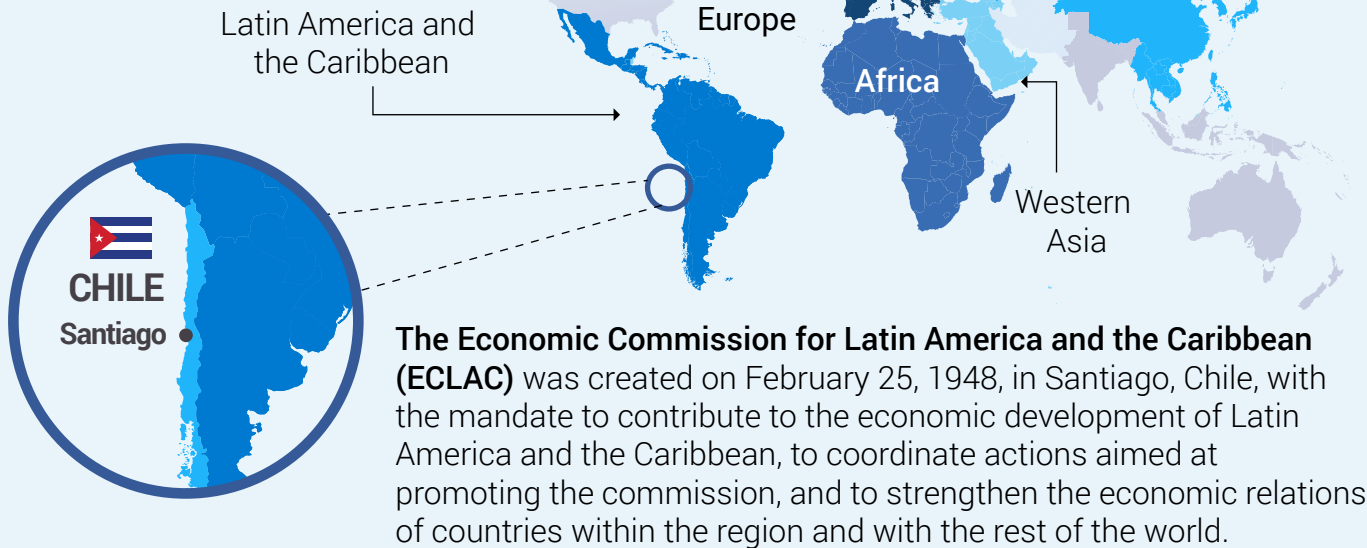 Latin America and
the Caribbean
Europe
Africa
Western
Asia
CHILE
Santiago
The Economic Commission for Latin America and the Caribbean
(ECLAC) was created on February 25, 1948, in Santiago, Chile, with
the mandate to contribute to the economic development of Latin
America and the Caribbean, to coordinate actions aimed at
promoting the commission, and to strengthen the economic relations
of countries within the region and with the rest of the world.